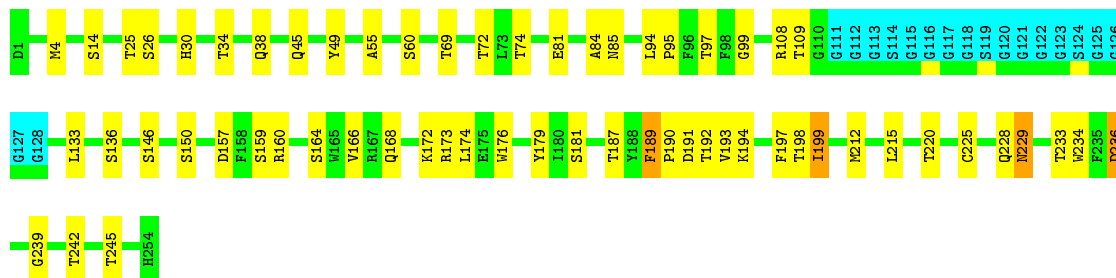 D1 M4 S14 T25 S26 H30 T34 Q38 Q45 Y49 A55 S60 T69 T72 L73 T74 E81 A84 N85 L94 P95 F96 T97 F98 G99 R108 T109 G110 G111 G112 G113 S114 G115 G116 G117 G118 S119 G120 G121 G122 G123 S124 G125 G126
G127 G128 L133 S136 S146 S150 D157 F158 S159 R160 S164 W165 V166 R167 Q168 K172 R173 L174 E175 W176 Y179 I180 S181 T187 Y188 F189 P190 D191 T192 V193 K194 F197 T198 I199 M212 L215 T220 C225 Q228 N229 T233 W234 F235
G239 T242 T245 H254